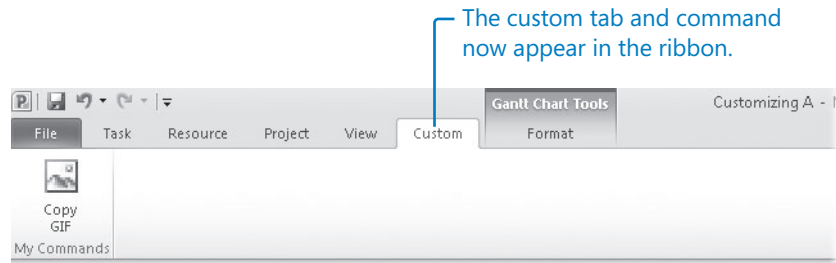 The custom tab and command
now appear in the ribbon.
P
Gantt Chart Tools
Customizing A -
File Task Resource Project View Custom Format
Copy
GIF
My Commands